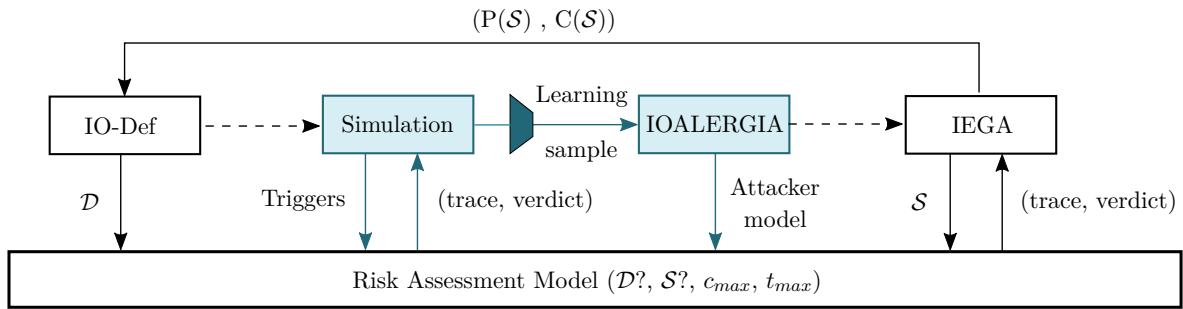 (P(𝒮) , C(𝒮))
IO-Def
Simulation
Learning
sample
IOALERGIA
IEGA
𝒟
Triggers
(trace, verdict)
Attacker
model
𝒮
(trace, verdict)
Risk Assessment Model (𝒟?, 𝒮?, c_max, t_max)